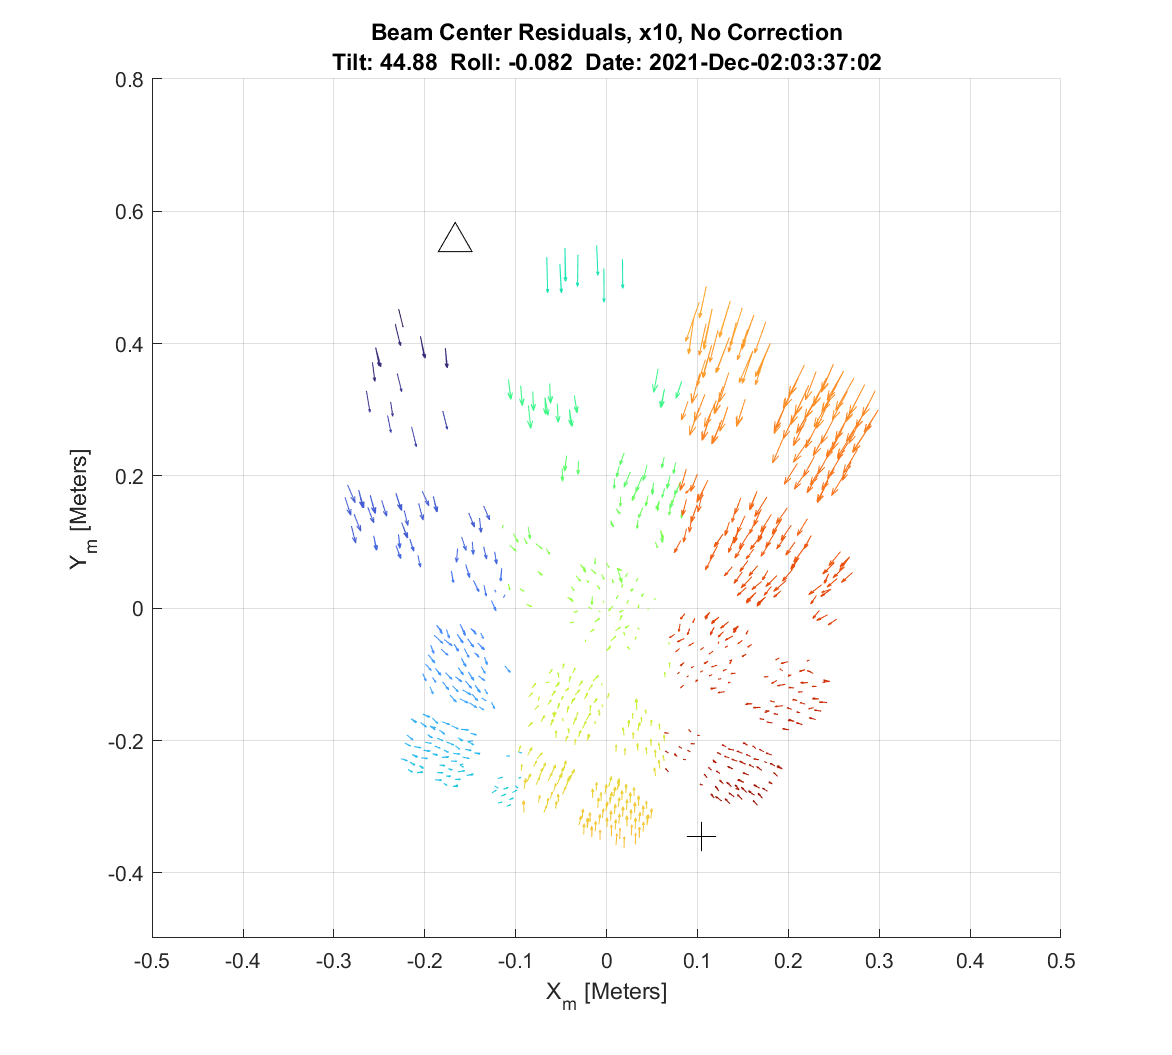 Beam Center Residuals, x10, No Correction
Tilt: 44.88 Roll: -0.082 Date: 2021-Dec-02:03:37:02
0.8
0.6
0.4
0.2
0
-0.2
-0.4
Y_m [Meters]
-0.5 -0.4 -0.3 -0.2 -0.1 0 0.1 0.2 0.3 0.4 0.5
X_m [Meters]